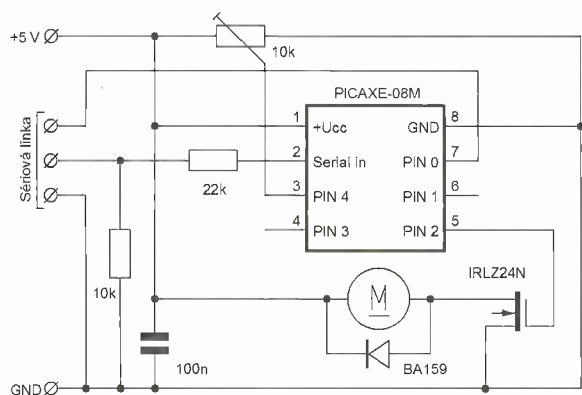 +5 V
10k
PICAXE-08M
1 +Ucc GND 8
2 Serial in PIN 0 7
3 PIN 4 PIN 1 6
4 PIN 3 PIN 2 5
Sériová linka
22k
10k
100n
M
BA159
IRLZ24N
GND